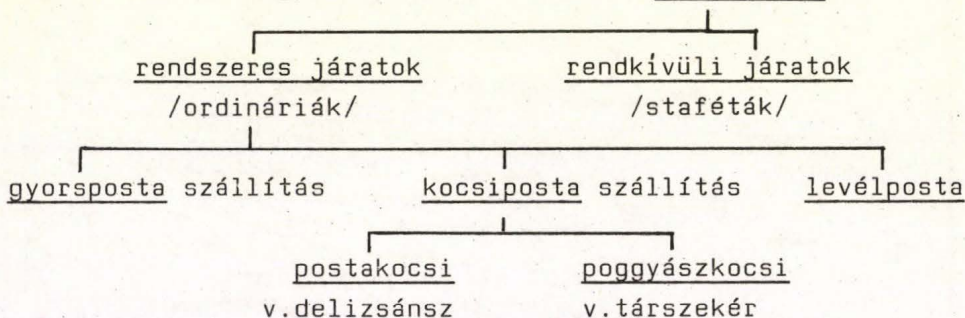 rendszeres járatok rendkívüli járatok
/ordináriák/ /staféták/
gyorsposta szállítás kocsiposta szállítás levélposta
postakocsi poggyászkocsi
v.delizsánsz v.társzekér